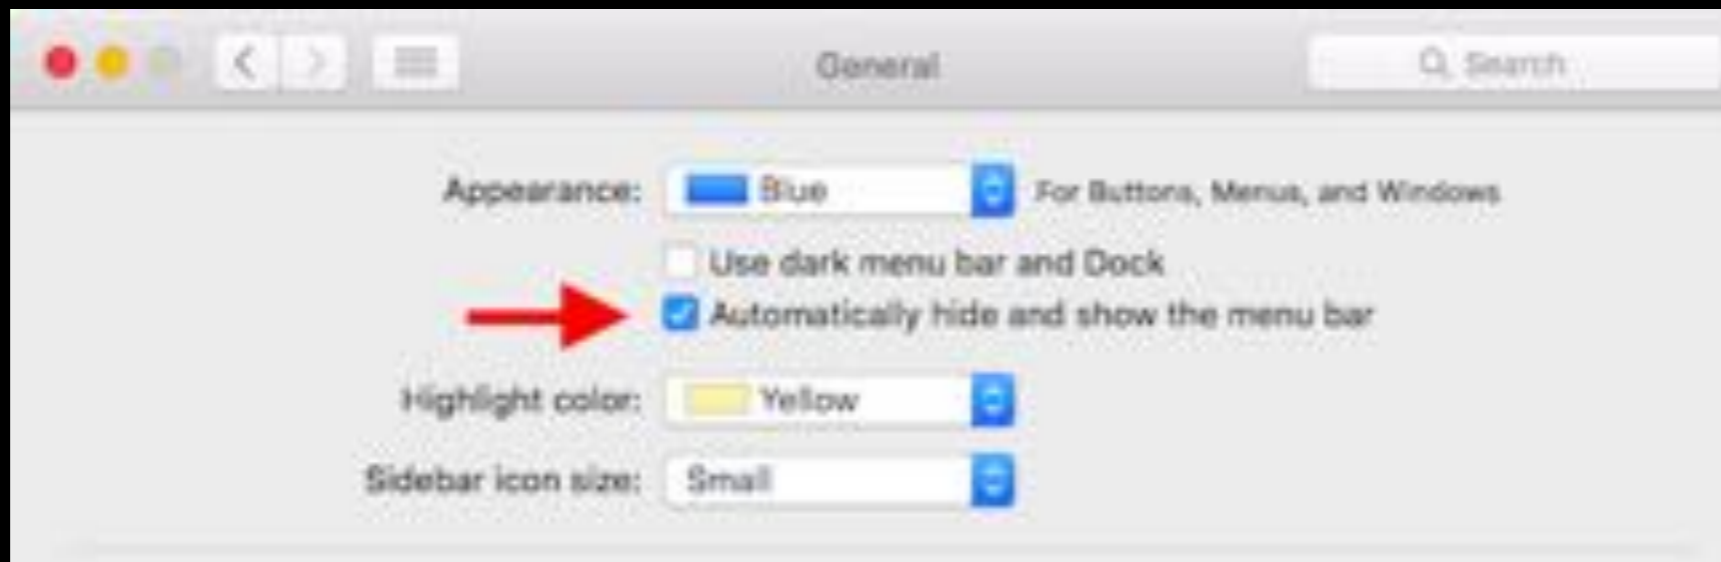 General
Search
Appearance: Blue For Buttons, Menus, and Windows
Use dark menu bar and Dock
Automatically hide and show the menu bar
Highlight color: Yellow
Sidebar icon size: Small